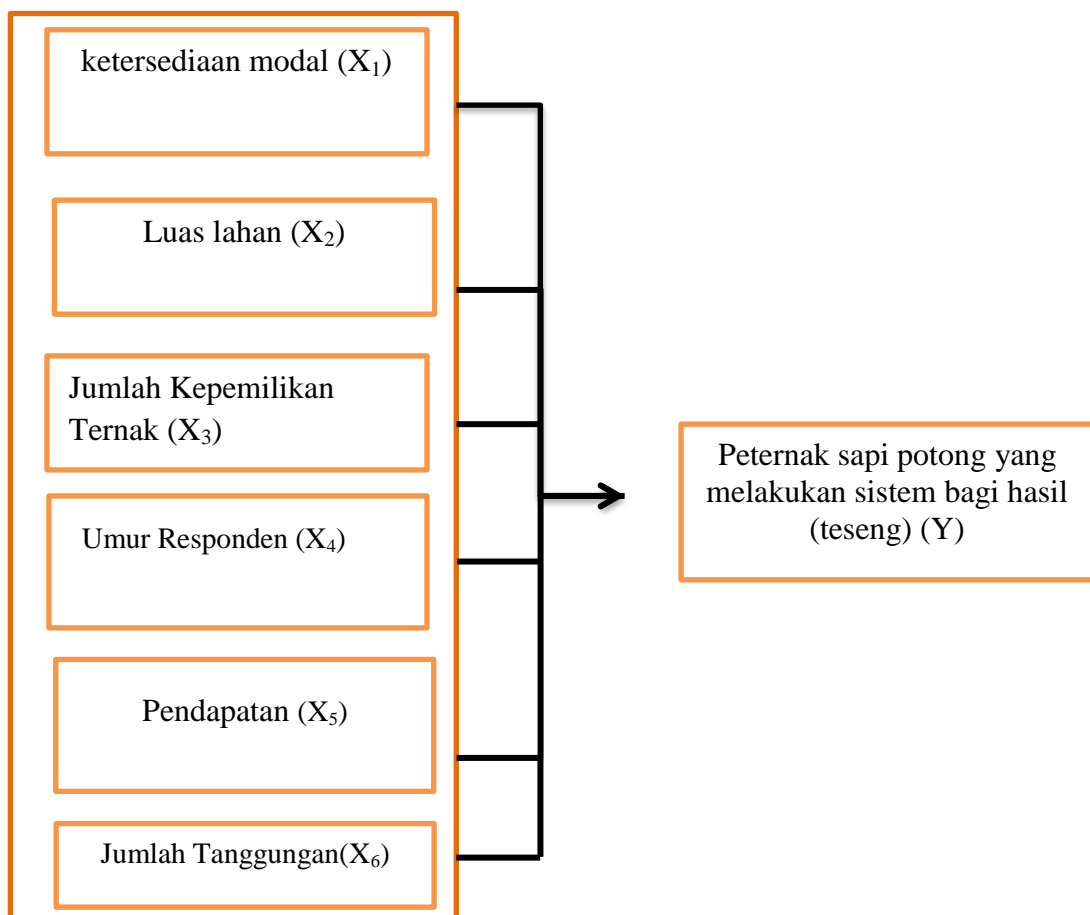 ketersediaan modal (X₁)
Luas lahan (X₂)
Jumlah Kepemilikan
Ternak (X₃)
Umur Responden (X₄)
Pendapatan (X₅)
Jumlah Tanggungan(X₆)
Peternak sapi potong yang
melakukan sistem bagi hasil
(teseng) (Y)